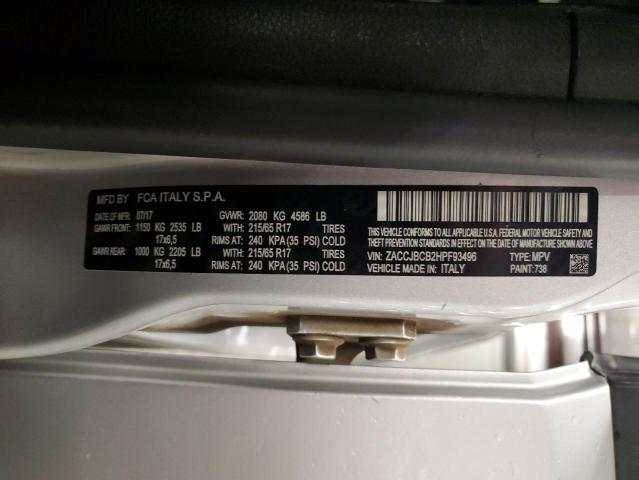 MFD BY FCA ITALY S.P.A.
DATE OF MFR: 07/17 GVWR: 2080 KG 4586 LB
GAWR FRONT: 1150 KG 2535 LB WITH: 215/65 R17 TIRES
17x6,5 RIMS AT: 240 KPA(35 PSI) COLD
GAWR REAR: 1000 KG 2205 LB WITH: 215/65 R17 TIRES
17x6,5 RIMS AT: 240 KPA(35 PSI) COLD
THIS VEHICLE CONFORMS TO ALL APPLICABLE U.S.A.
FEDERAL MOTOR VEHICLE SAFETY AND THEFT PREVENTION STANDARDS
IN EFFECT ON THE DATE OF MANUFACTURE SHOWN ABOVE.
VIN: ZACCJBCB2HPF93496 TYPE: MPV
VEHICLE MADE IN: ITALY PAINT: 738